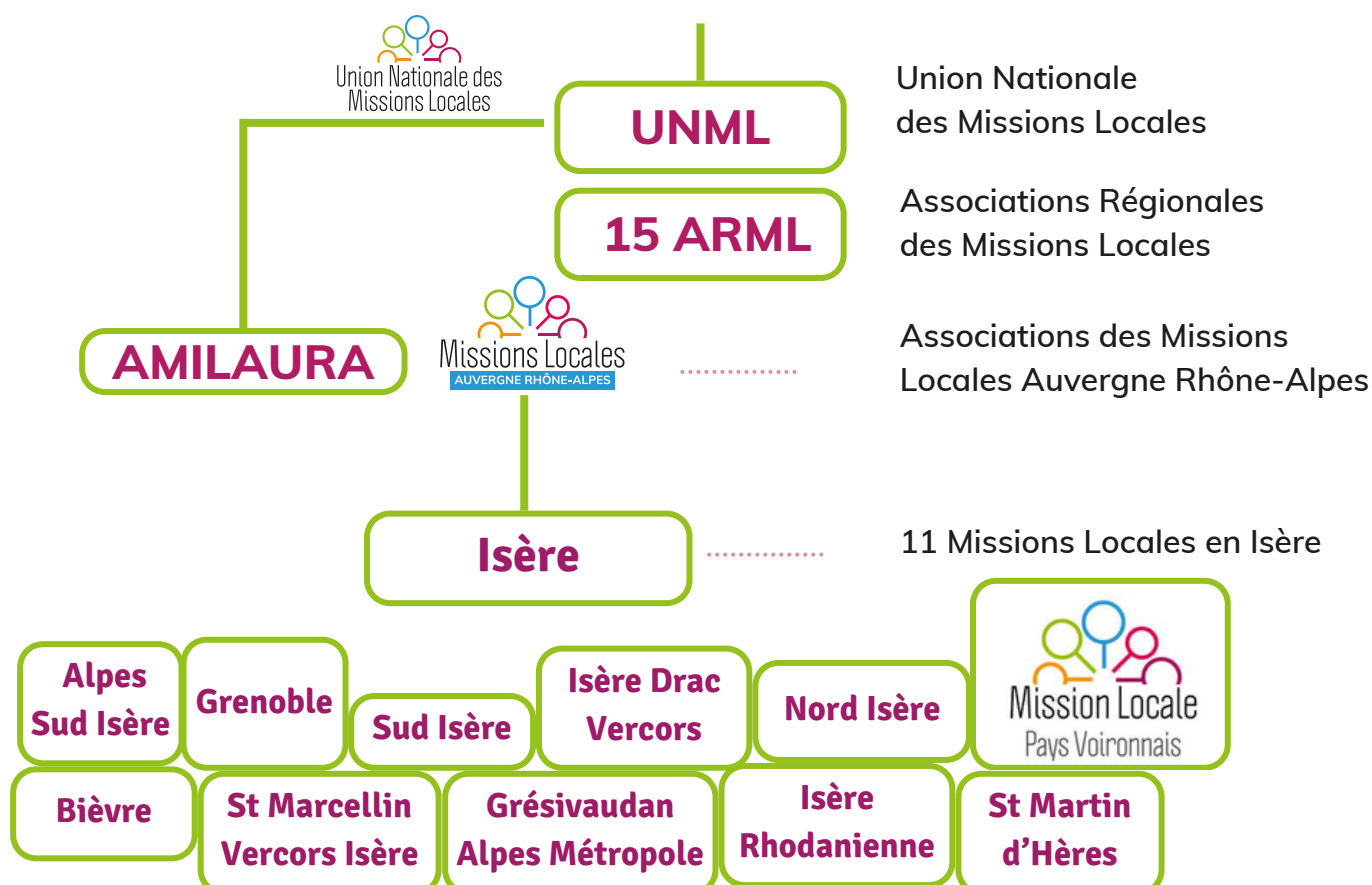 Union Nationale des
Missions Locales
UNML
Union Nationale
des Missions Locales
15 ARML
Associations Régionales
des Missions Locales
AMILAURA
Missions Locales
AUVERGNE RHÔNE-ALPES
Associations des Missions
Locales Auvergne Rhône-Alpes
Isère
11 Missions Locales en Isère
Alpes
Sud Isère
Grenoble
Sud Isère
Isère Drac
Vercors
Nord Isère
Mission Locale
Pays Voironnais
Bièvre
St Marcellin
Vercors Isère
Grésivaudan
Alpes Métropole
Isère
Rhodanienne
St Martin
d'Hères